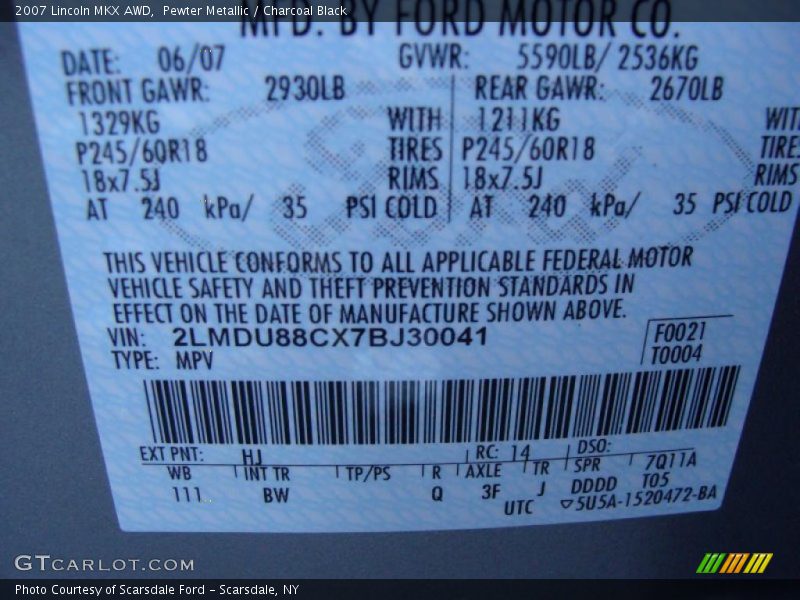 2007 Lincoln MKX AWD, Pewter Metallic / Charcoal Black
MFD. BY FORD MOTOR CO.
DATE: 06/07 GVWR: 5590LB/ 2536KG
FRONT GAWR: 2930LB REAR GAWR: 2670LB
1329KG WITH 1211KG WITH
P245/60R18 TIRES P245/60R18 TIRES
18x7.5J RIMS 18x7.5J RIMS
AT 240 kPa/ 35 PSI COLD AT 240 kPa/ 35 PSI COLD
THIS VEHICLE CONFORMS TO ALL APPLICABLE FEDERAL MOTOR
VEHICLE SAFETY AND THEFT PREVENTION STANDARDS IN
EFFECT ON THE DATE OF MANUFACTURE SHOWN ABOVE.
VIN: 2LMDU88CX7BJ30041 F0021
TYPE: MPV T0004
EXT PNT: HJ RC: 14 DSO:
WB INT TR TP/PS R AXLE TR SPR 7Q11A
111 BW Q 3F J DDDD T05
UTC ▽5U5A-1520472-BA
GTCARLOT.COM
Photo Courtesy of Scarsdale Ford – Scarsdale, NY